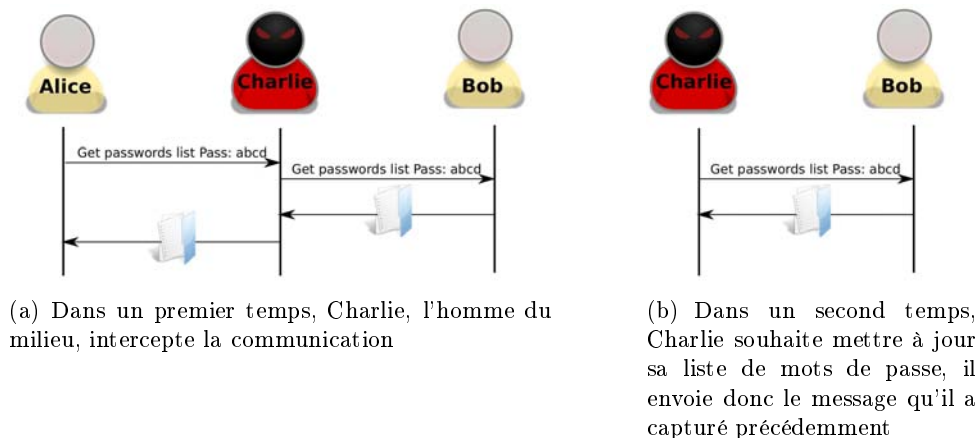 Alice
Charlie
Bob
Get passwords list Pass: abcd
Get passwords list Pass: abcd
(a) Dans un premier temps, Charlie, l'homme du
milieu, intercepte la communication
Charlie
Bob
Get passwords list Pass: abcd
(b) Dans un second temps,
Charlie souhaite mettre à jour
sa liste de mots de passe, il
envoie donc le message qu'il a
capturé précédemment